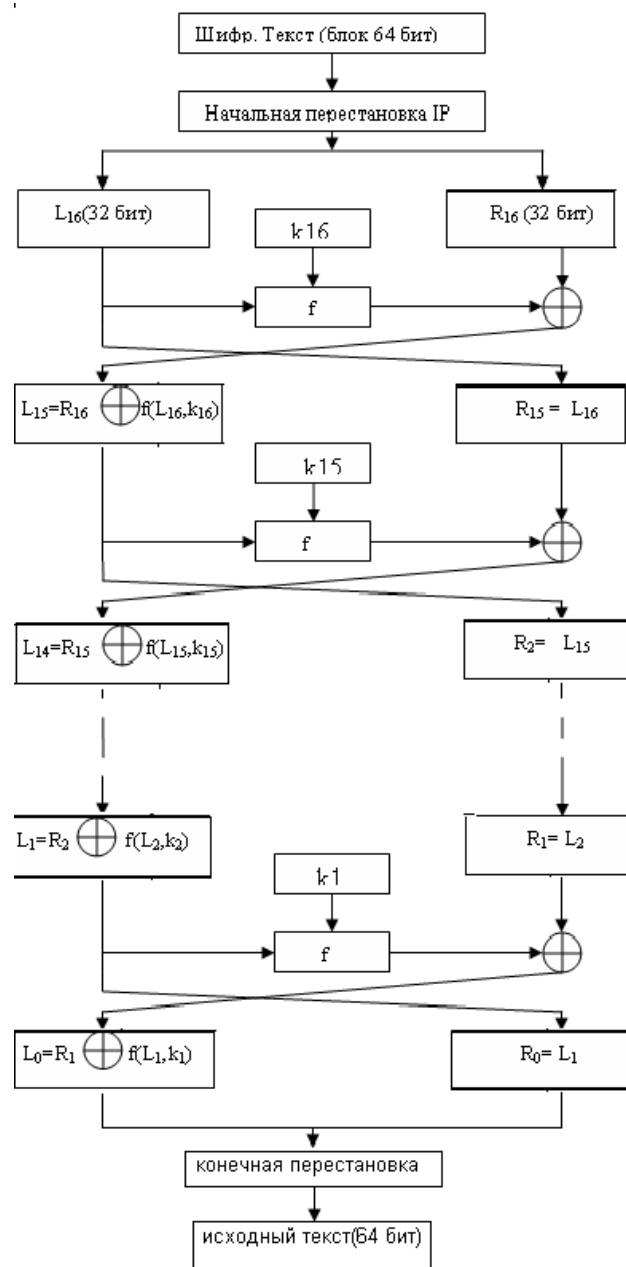 Шифр. Текст (блок 64 бит)
Начальная перестановка IP
L₁₆(32 бит)
R₁₆ (32 бит)
k16
f
L₁₅=R₁₆ ⊕ f(L₁₆,k₁₆)
R₁₅ = L₁₆
k15
f
L₁₄=R₁₅ ⊕ f(L₁₅,k₁₅)
R₂= L₁₅
L₁=R₂ ⊕ f(L₂,k₂)
R₁= L₂
k1
f
L₀=R₁ ⊕ f(L₁,k₁)
R₀= L₁
конечная перестановка
исходный текст(64 бит)